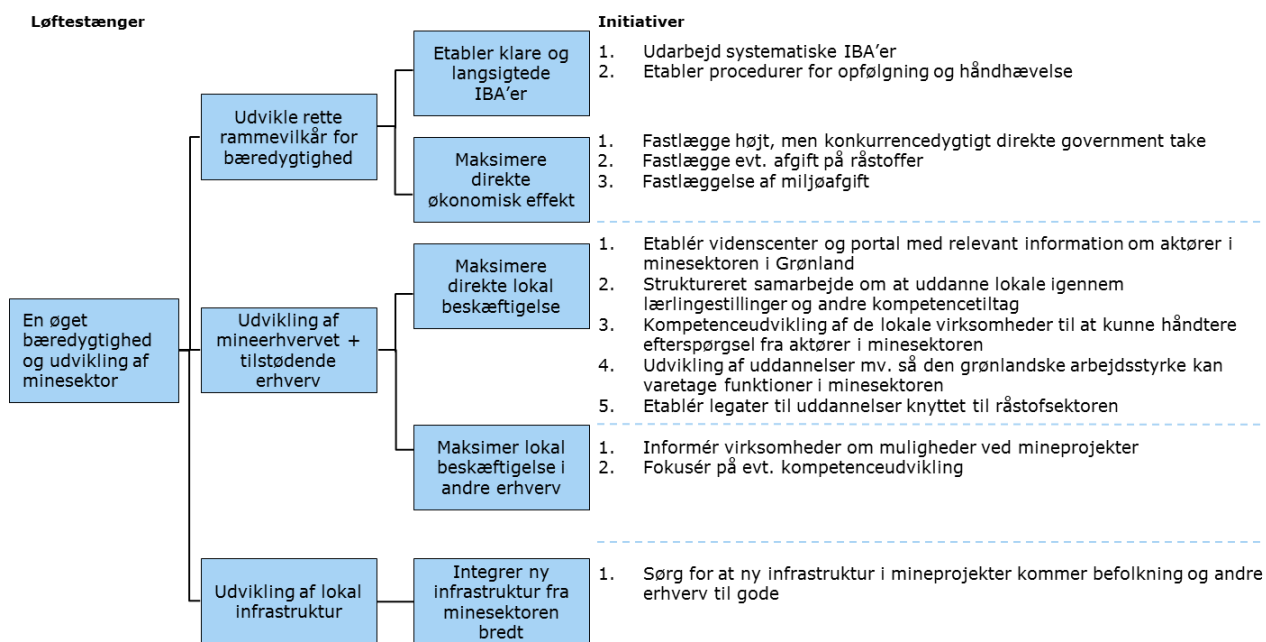 Løftestænger
Initiativer
En øget
bæredygtighed
og udvikling af
minesektor
Udvikle rette
rammevilkår for
bæredygtighed
Etabler klare og
langsigtede
IBA’er
1. Udarbejd systematiske IBA’er
2. Etabler procedurer for opfølgning og håndhævelse
Maksimere
direkte
økonomisk effekt
1. Fastlægge højt, men konkurrencedygtigt direkte government take
2. Fastlægge evt. afgift på råstoffer
3. Fastlæggelse af miljøafgift
Udvikling af
mineerhvervet +
tilstødende
erhverv
Maksimere
direkte lokal
beskæftigelse
1. Etablér videnscenter og portal med relevant information om aktører i
minesektoren i Grønland
2. Struktureret samarbejde om at uddanne lokale igennem
lærlingestillinger og andre kompetencetiltag
3. Kompetenceudvikling af de lokale virksomheder til at kunne håndtere
efterspørgsel fra aktører i minesektoren
4. Udvikling af uddannelser mv. så den grønlandske arbejdsstyrke kan
varetage funktioner i minesektoren
5. Etablér legater til uddannelser knyttet til råstofsektoren
Maksimer lokal
beskæftigelse i
andre erhverv
1. Informér virksomheder om muligheder ved mineprojekter
2. Fokusér på evt. kompetenceudvikling
Udvikling af lokal
infrastruktur
Integrer ny
infrastruktur fra
minesektoren
bredt
1. Sørg for at ny infrastruktur i mineprojekter kommer befolkning og andre
erhverv til gode